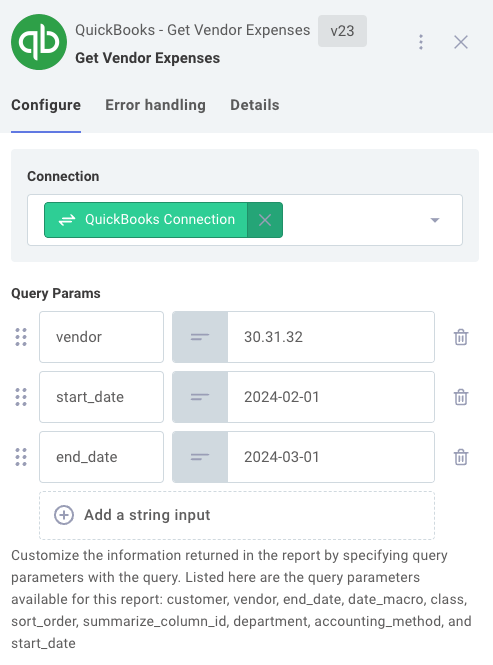 qb
QuickBooks - Get Vendor Expenses
v23
Get Vendor Expenses
Configure
Error handling
Details
Connection
QuickBooks Connection
Query Params
vendor
30.31.32
start_date
2024-02-01
end_date
2024-03-01
Add a string input
Customize the information returned in the report by specifying query
parameters with the query. Listed here are the query parameters
available for this report: customer, vendor, end_date, date_macro, class,
sort_order, summarize_column_id, department, accounting_method, and
start_date